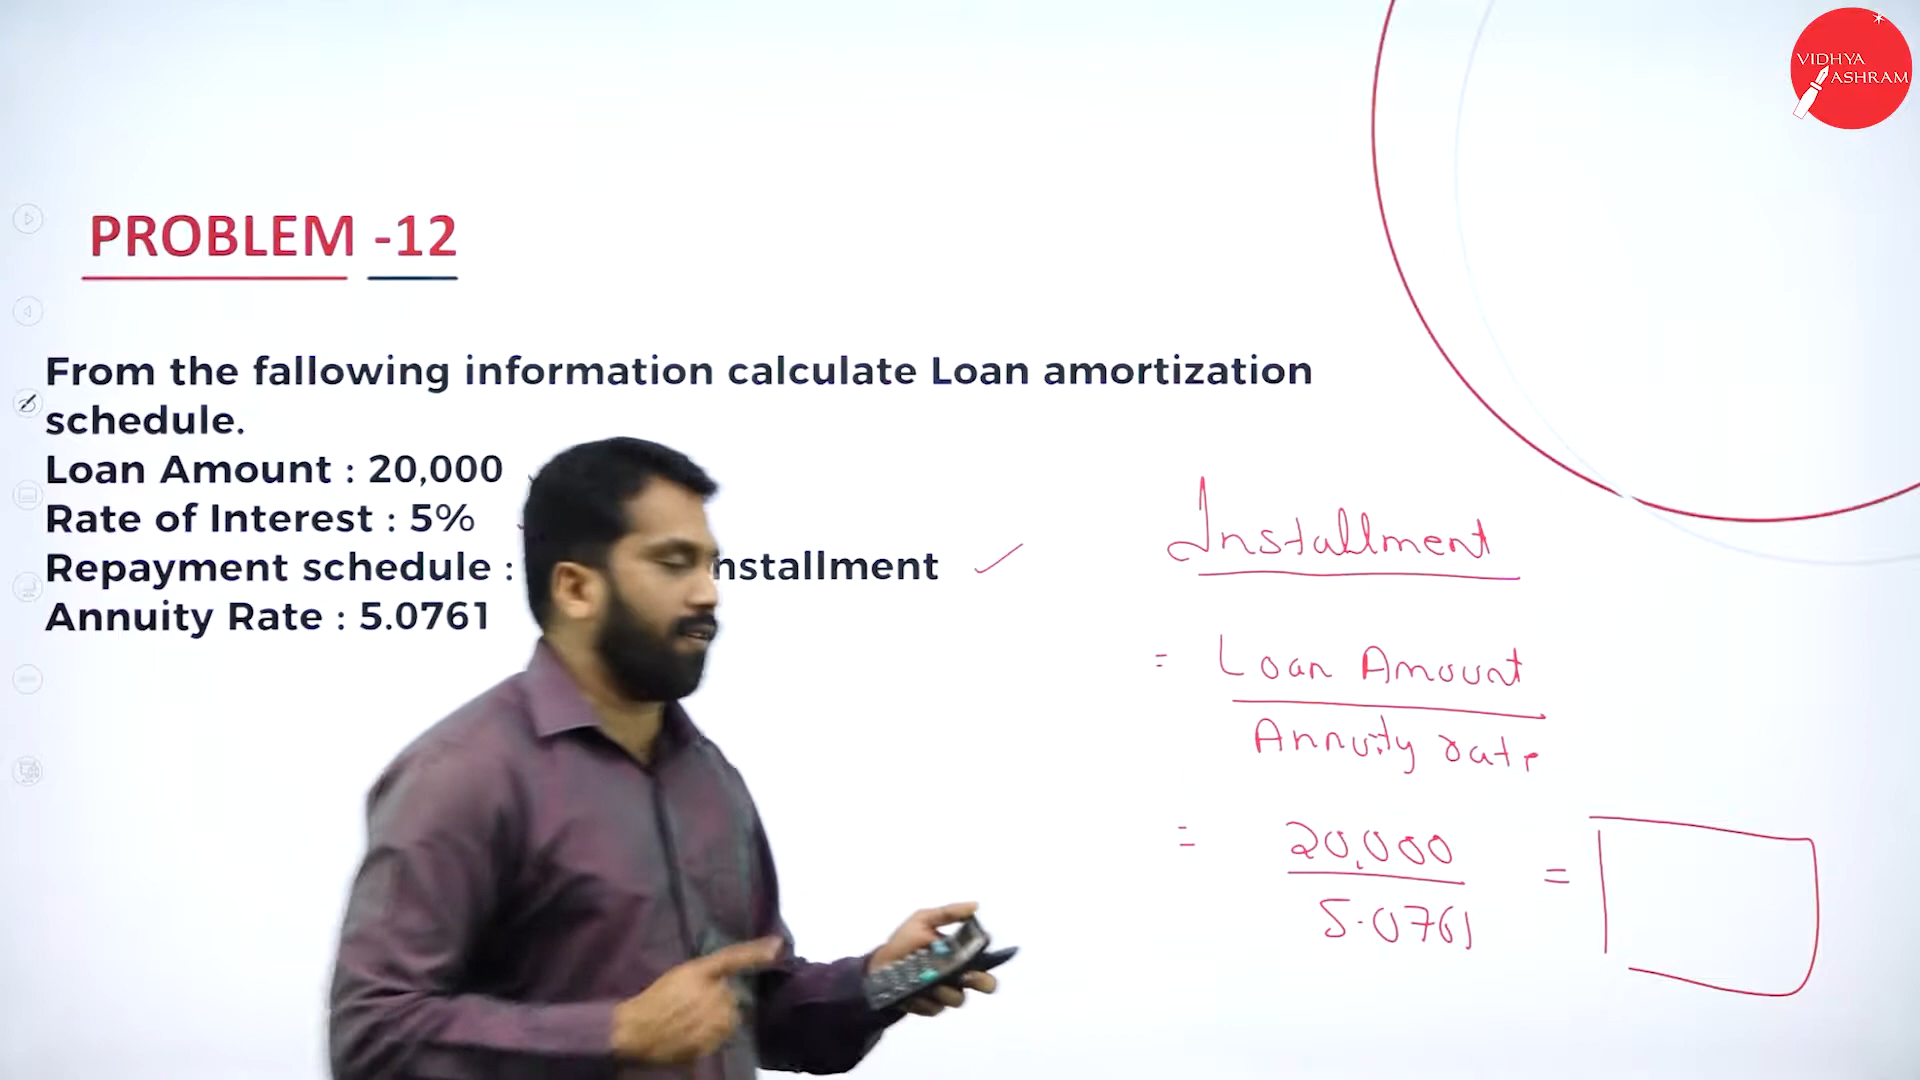 VIDHYA
ASHRAM
PROBLEM -12
From the fallowing information calculate Loan amortization
schedule.
Loan Amount : 20,000
Rate of Interest : 5%
Repayment schedule : nstallment
Annuity Rate : 5.0761
Installment
= Loan Amount
Annuity rate
= 20,000 =
5.0761